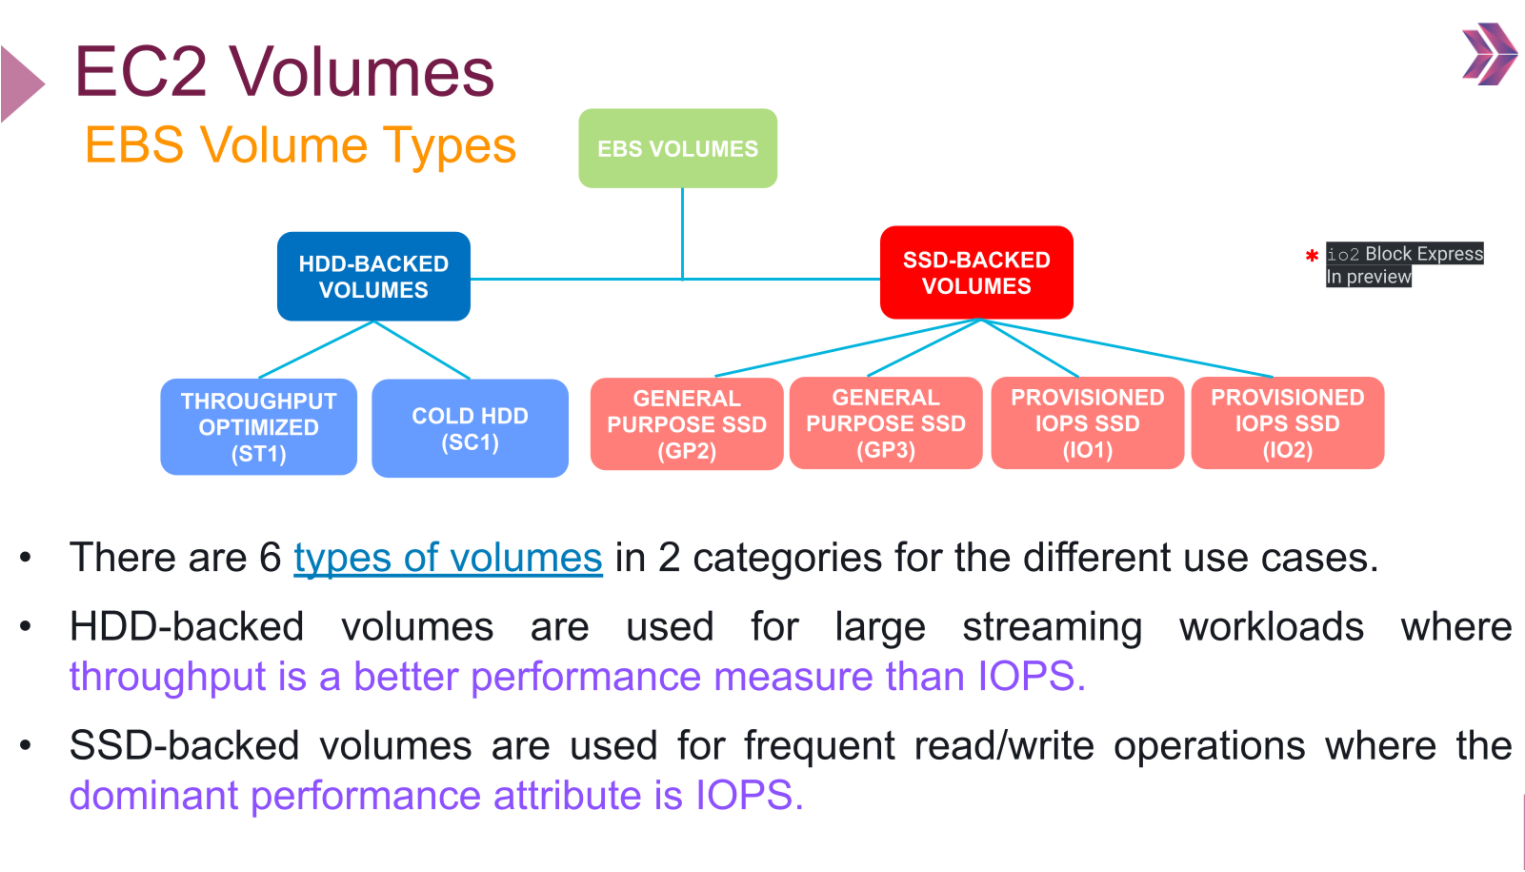 EC2 Volumes
EBS Volume Types
EBS VOLUMES
HDD-BACKED
VOLUMES
SSD-BACKED
VOLUMES
* io2 Block Express
In preview
THROUGHPUT
OPTIMIZED
(ST1)
COLD HDD
(SC1)
GENERAL
PURPOSE SSD
(GP2)
GENERAL
PURPOSE SSD
(GP3)
PROVISIONED
IOPS SSD
(IO1)
PROVISIONED
IOPS SSD
(IO2)
• There are 6 types of volumes in 2 categories for the different use cases.
• HDD-backed volumes are used for large streaming workloads where
throughput is a better performance measure than IOPS.
• SSD-backed volumes are used for frequent read/write operations where the
dominant performance attribute is IOPS.